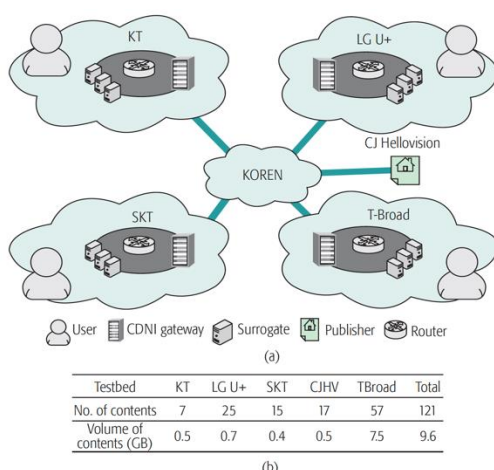 KT
LG U+
CJ Hellovision
KOREN
SKT
T-Broad
User
CDNI gateway
Surrogate
Publisher
Router
(a)
Testbed KT LG U+ SKT CJHV TBroad Total
No. of contents 7 25 15 17 57 121
Volume of
contents (GB) 0.5 0.7 0.4 0.5 7.5 9.6
(b)